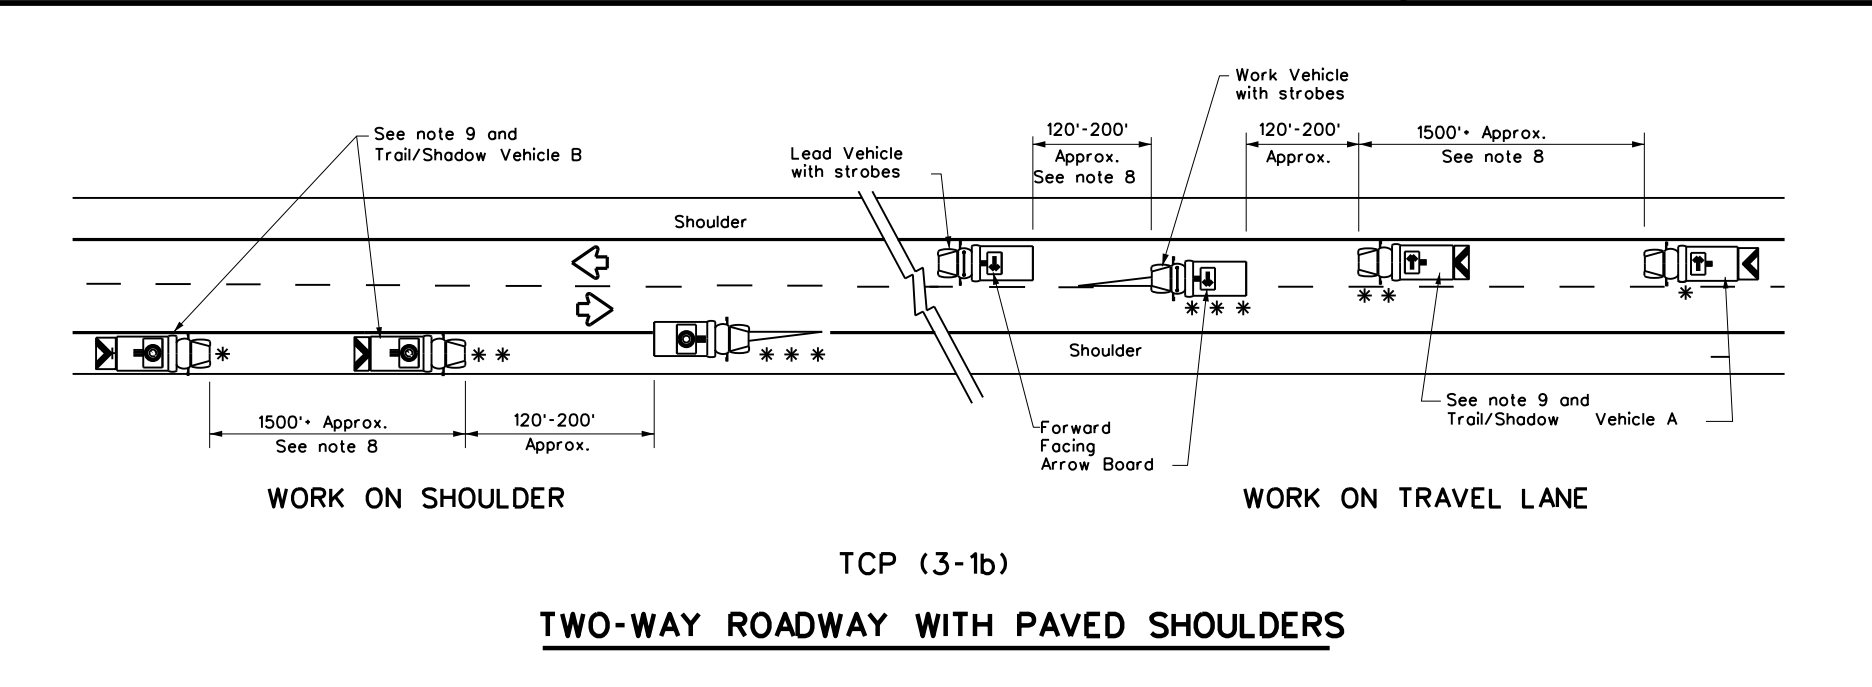 Work Vehicle
with strobes
120'-200'
Approx.
See note 8
120'-200'
Approx.
1500'+ Approx.
See note 8
See note 9 and
Trail/Shadow Vehicle B
Lead Vehicle
with strobes
Shoulder
Shoulder
* 
* *
* * *
* * *
* *
*
1500'+ Approx.
See note 8
120'-200'
Approx.
Forward
Facing
Arrow Board
See note 9 and
Trail/Shadow Vehicle A
WORK ON SHOULDER
WORK ON TRAVEL LANE
TCP (3-1b)
TWO-WAY ROADWAY WITH PAVED SHOULDERS